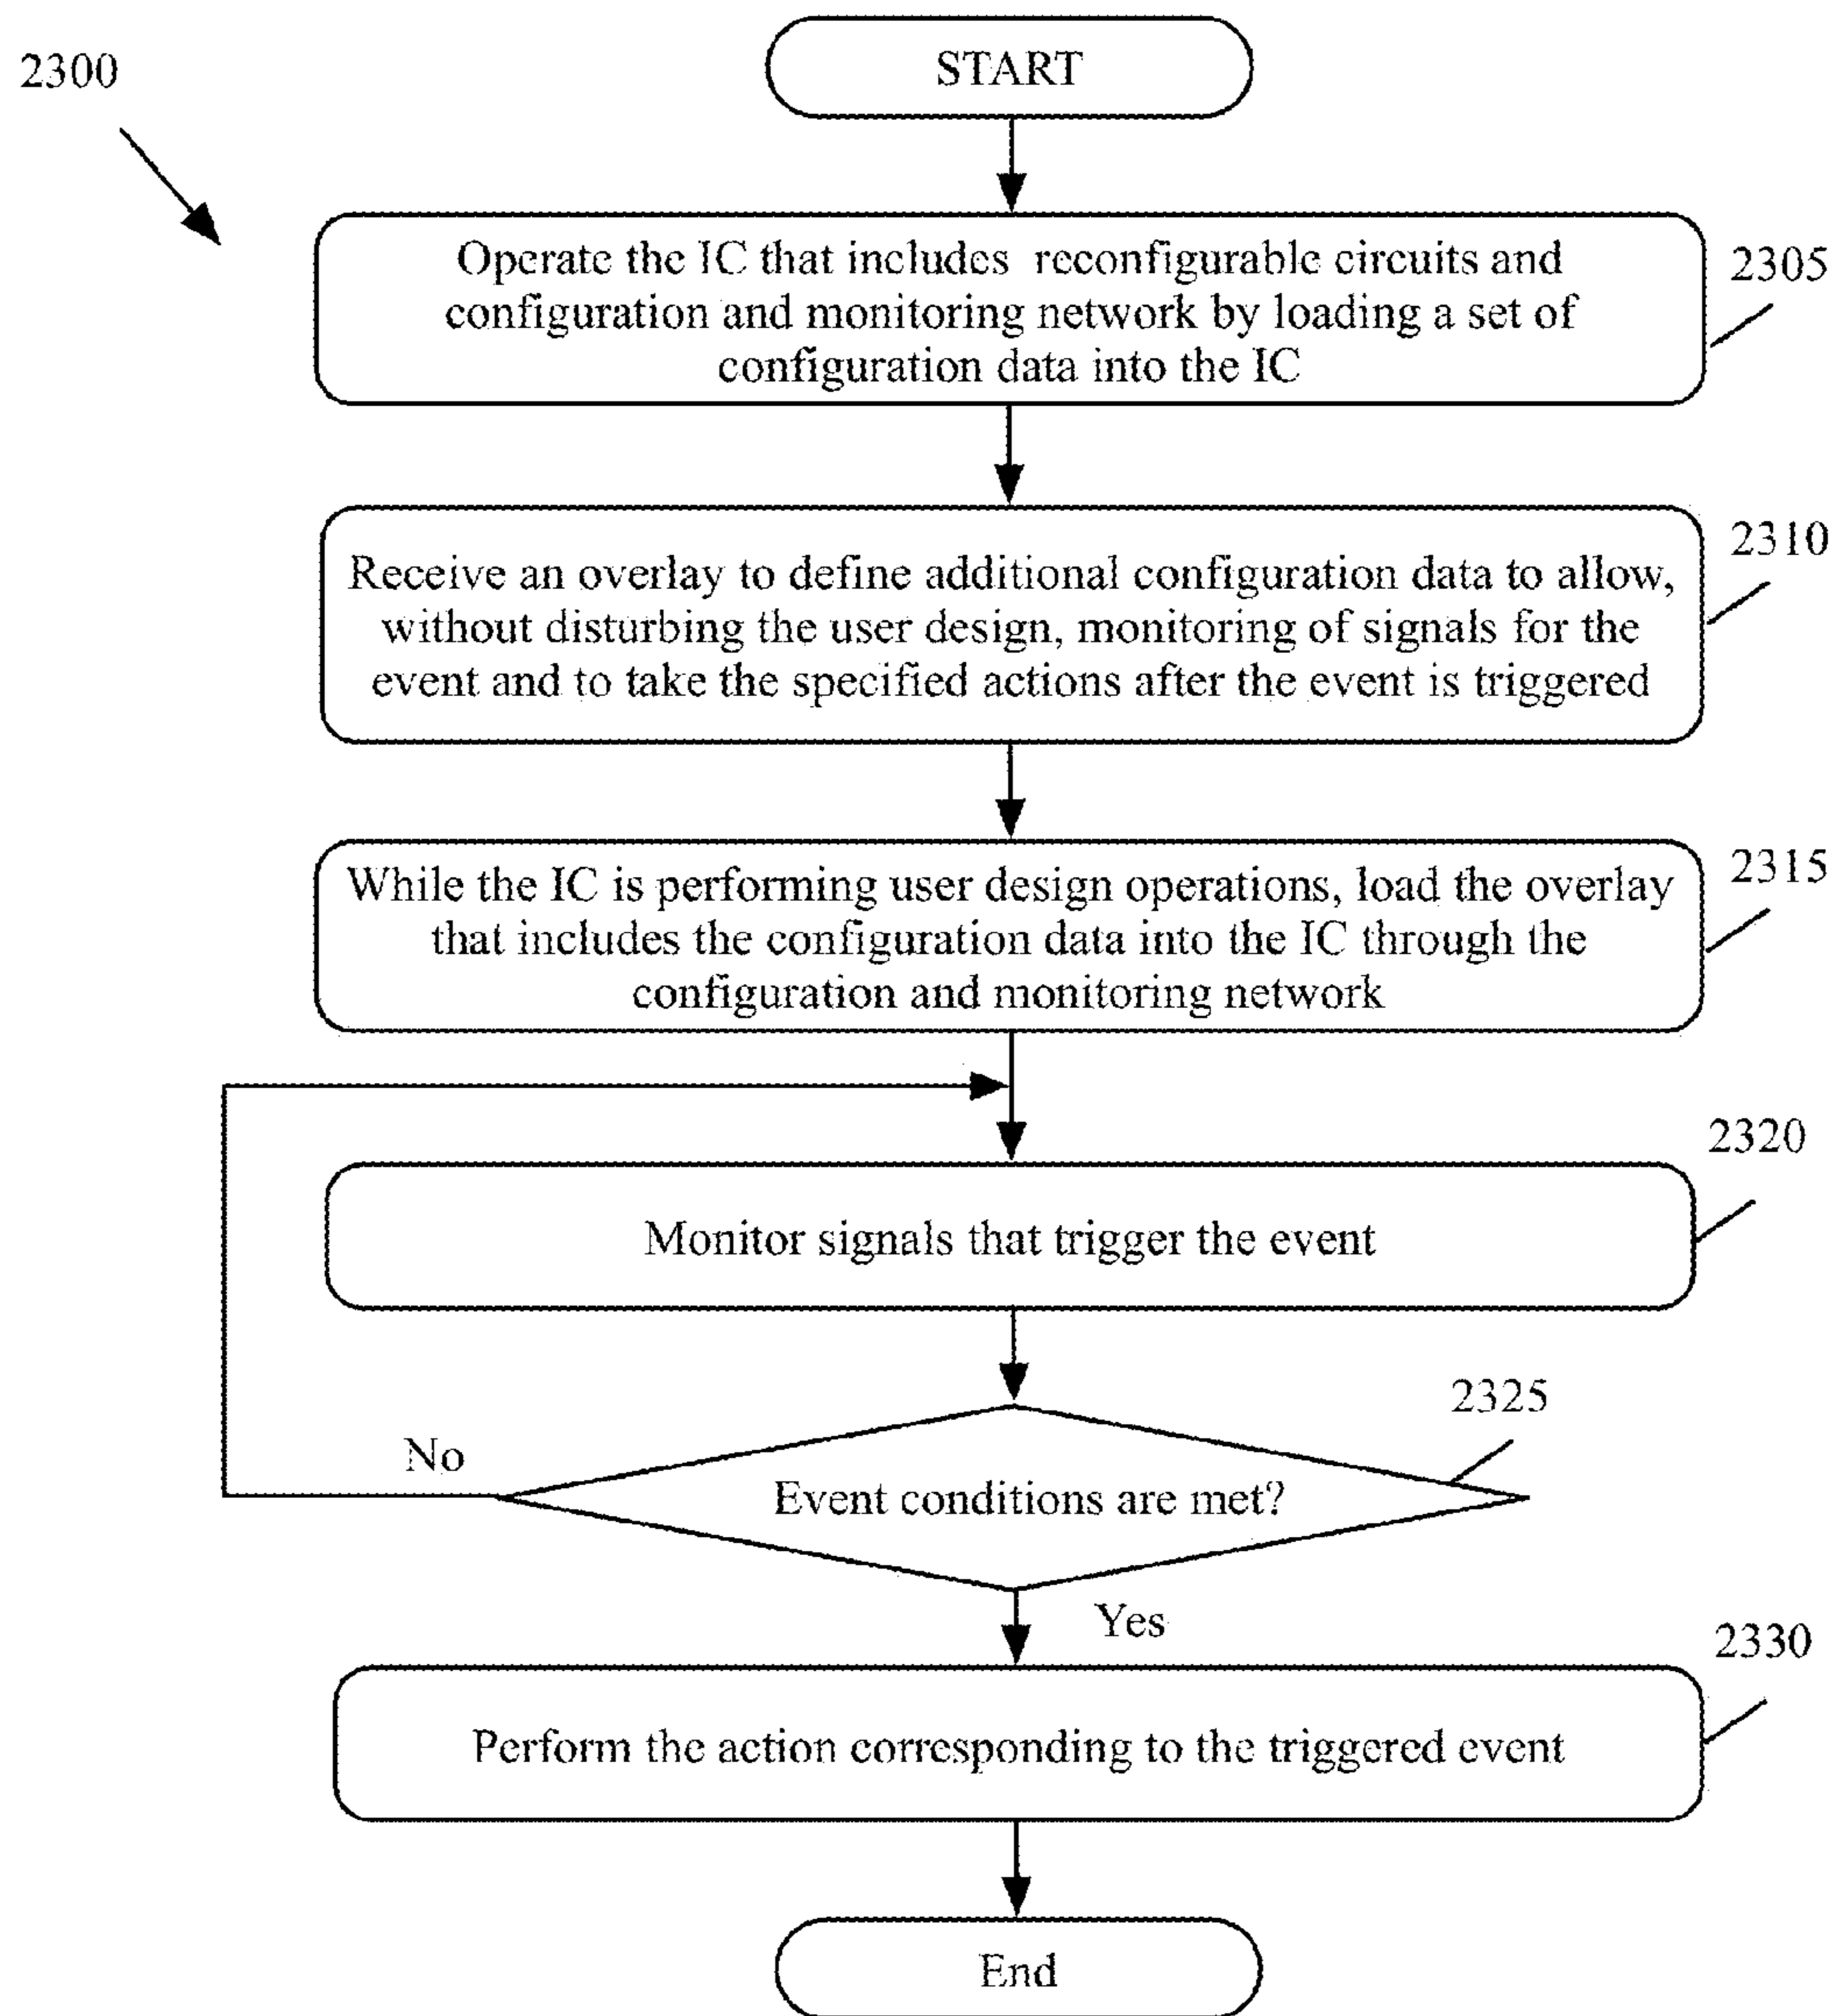 2300
START
Operate the IC that includes reconfigurable circuits and
configuration and monitoring network by loading a set of
configuration data into the IC
2305
Receive an overlay to define additional configuration data to allow,
without disturbing the user design, monitoring of signals for the
event and to take the specified actions after the event is triggered
2310
While the IC is performing user design operations, load the overlay
that includes the configuration data into the IC through the
configuration and monitoring network
2315
Monitor signals that trigger the event
2320
Event conditions are met?
2325
No
Yes
Perform the action corresponding to the triggered event
2330
End